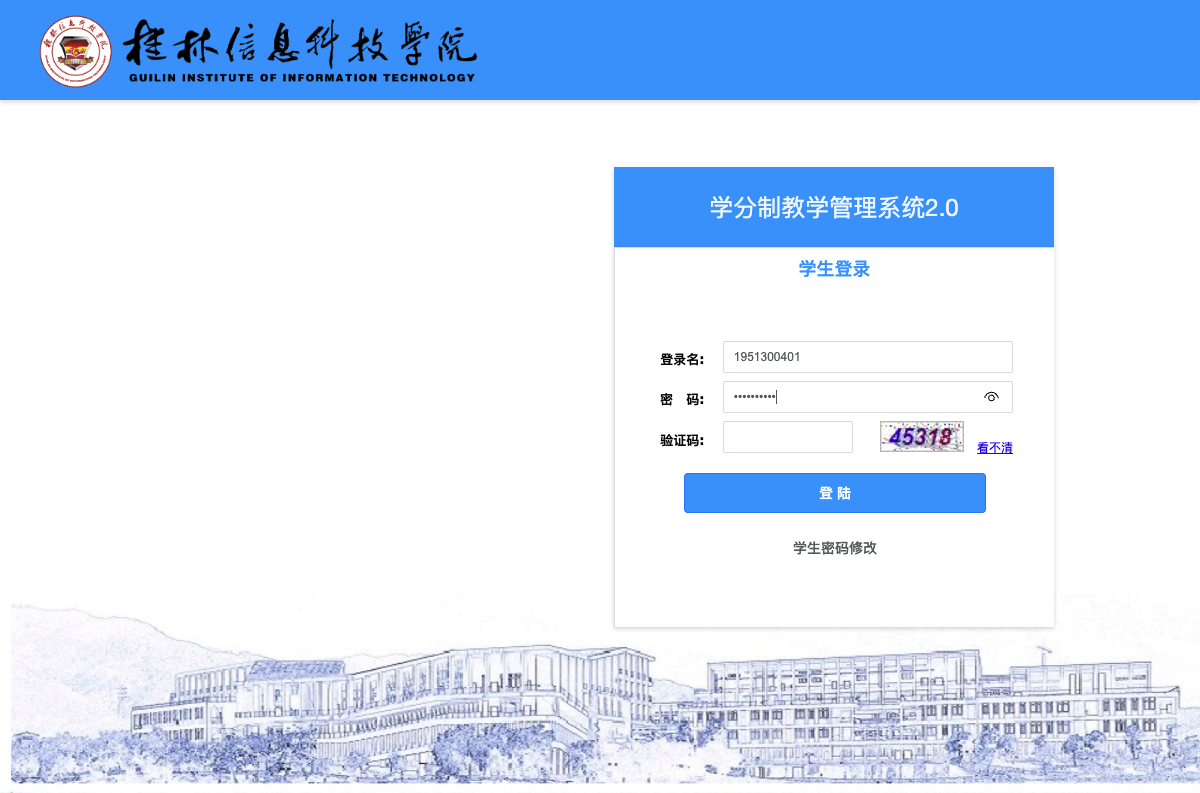 桂林信息科技學院
GUILIN INSTITUTE OF INFORMATION TECHNOLOGY
学分制教学管理系统2.0
学生登录
登录名: 1951300401
密 码: ••••••••••
验证码: 45318 看不清
登 陆
学生密码修改